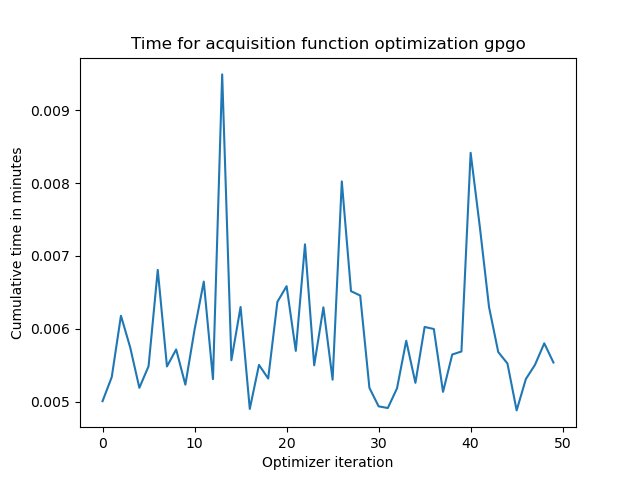 Time for acquisition function optimization gpgo
Cumulative time in minutes
0.009
0.008
0.007
0.006
0.005
0 10 20 30 40 50
Optimizer iteration